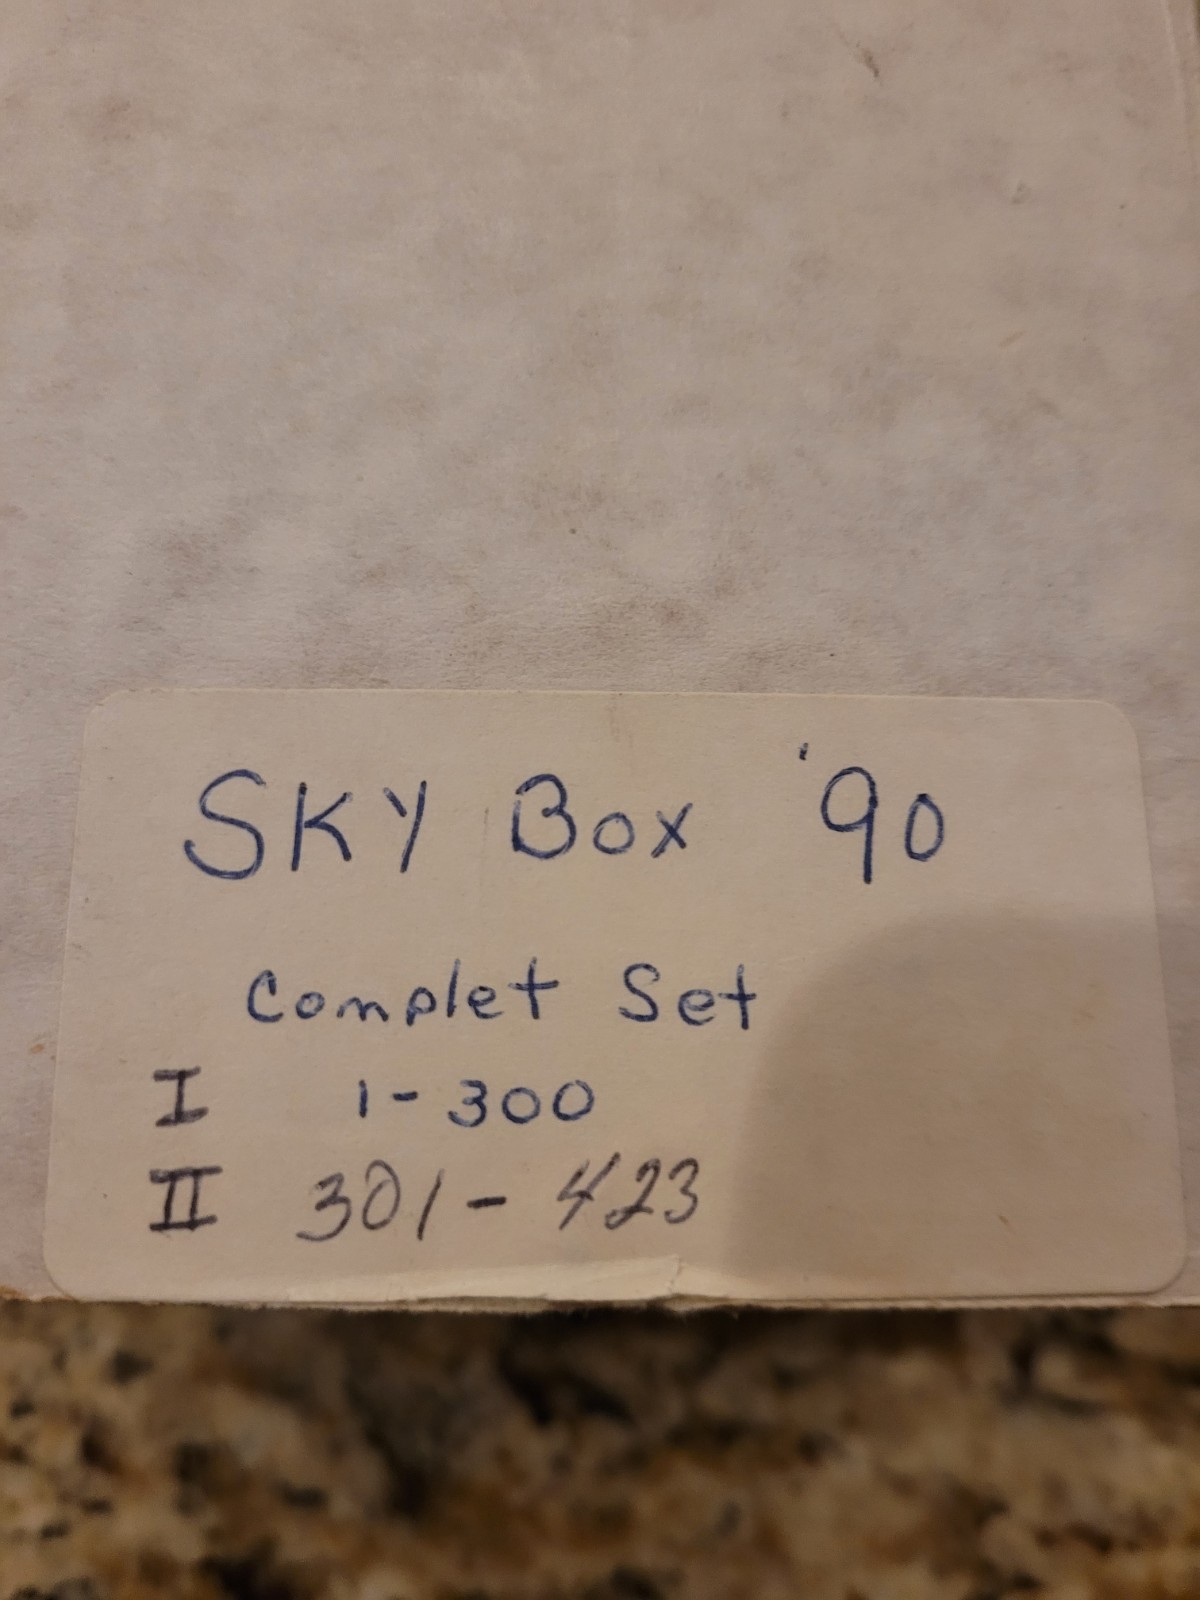 SKY Box '90
Complet Set
I 1-300
II 301-423